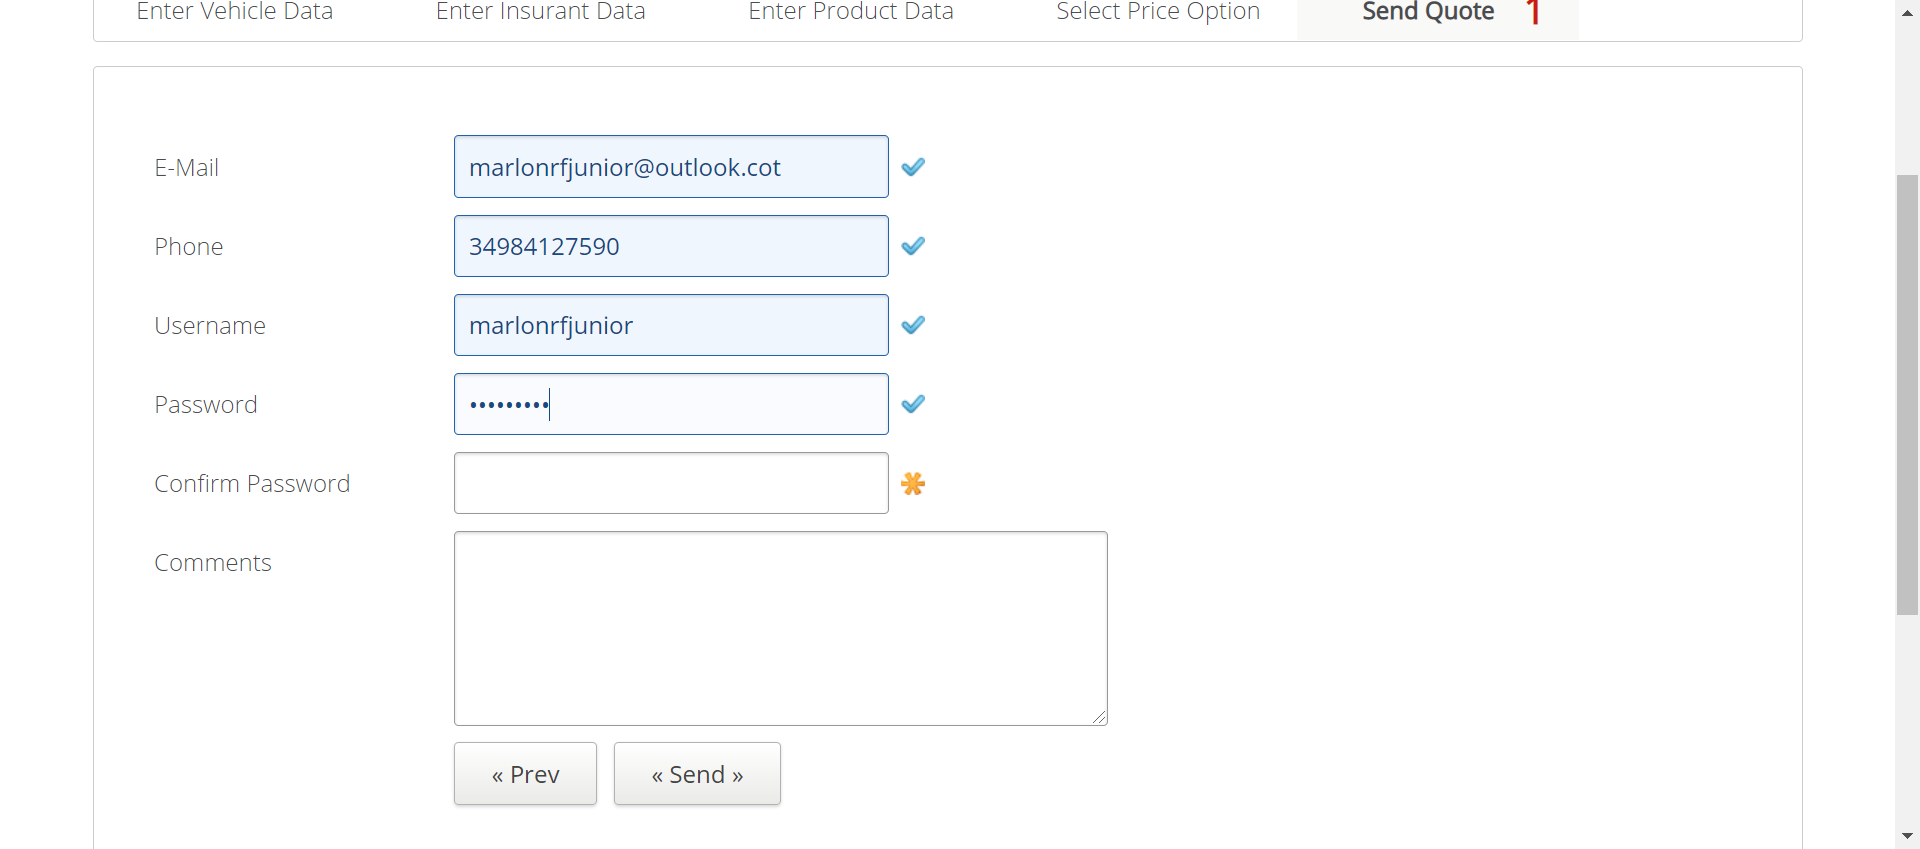 Enter Vehicle Data Enter Insurant Data Enter Product Data Select Price Option Send Quote 1
E-Mail marlonrfjunior@outlook.cot
Phone 34984127590
Username marlonrfjunior
Password •••••••••
Confirm Password
Comments
« Prev « Send »